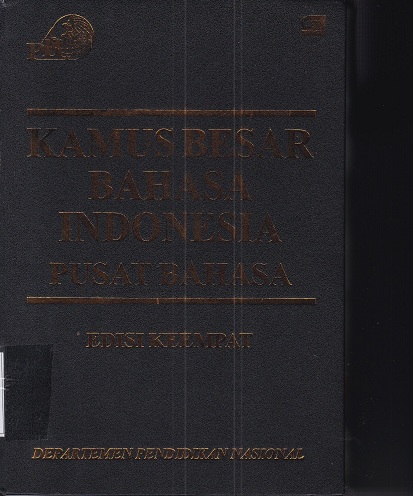 KAMUS BESAR
BAHASA
INDONESIA
PUSAT BAHASA
EDISI KEEMPAT
DEPARTEMEN PENDIDIKAN NASIONAL